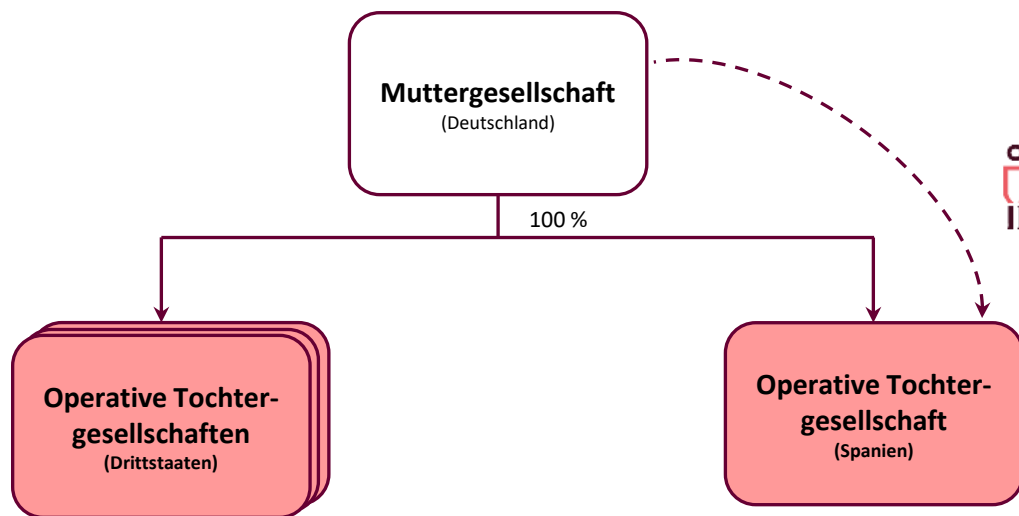 Muttergesellschaft
(Deutschland)
100 %
Operative Tochter-
gesellschaften
(Drittstaaten)
Operative Tochter-
gesellschaft
(Spanien)